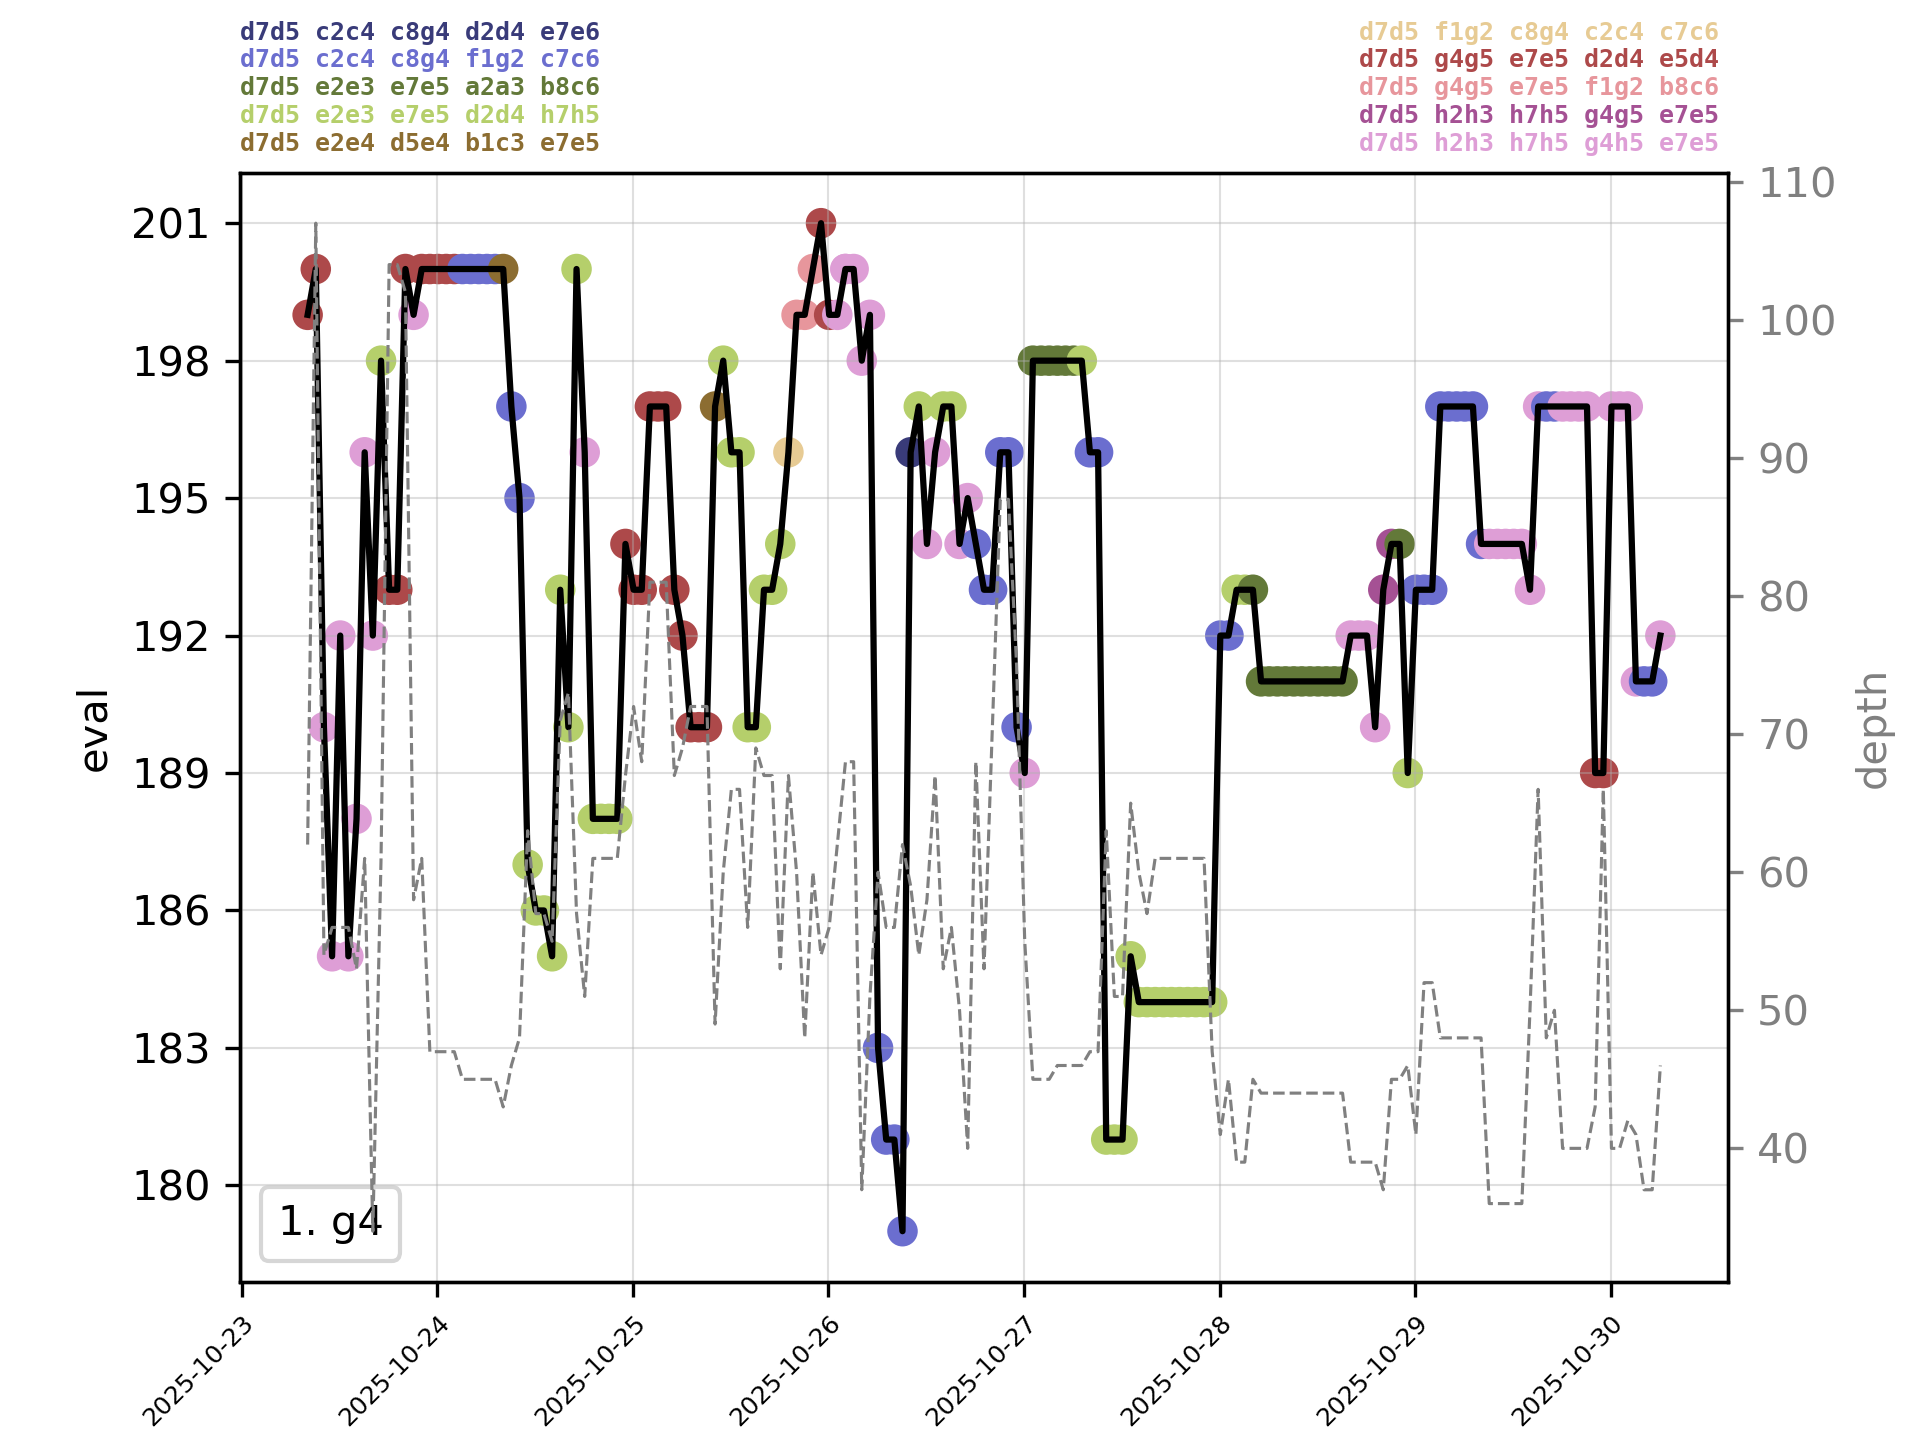 d7d5 c2c4 c8g4 d2d4 e7e6
d7d5 c2c4 c8g4 f1g2 c7c6
d7d5 e2e3 e7e5 a2a3 b8c6
d7d5 e2e3 e7e5 d2d4 h7h5
d7d5 e2e4 d5e4 b1c3 e7e5
d7d5 f1g2 c8g4 c2c4 c7c6
d7d5 g4g5 e7e5 d2d4 e5d4
d7d5 g4g5 e7e5 f1g2 b8c6
d7d5 h2h3 h7h5 g4g5 e7e5
d7d5 h2h3 h7h5 g4h5 e7e5
201
198
195
192
189
186
183
180
eval
110
100
90
80
70
60
50
40
depth
1. g4
2025-10-23
2025-10-24
2025-10-25
2025-10-26
2025-10-27
2025-10-28
2025-10-29
2025-10-30